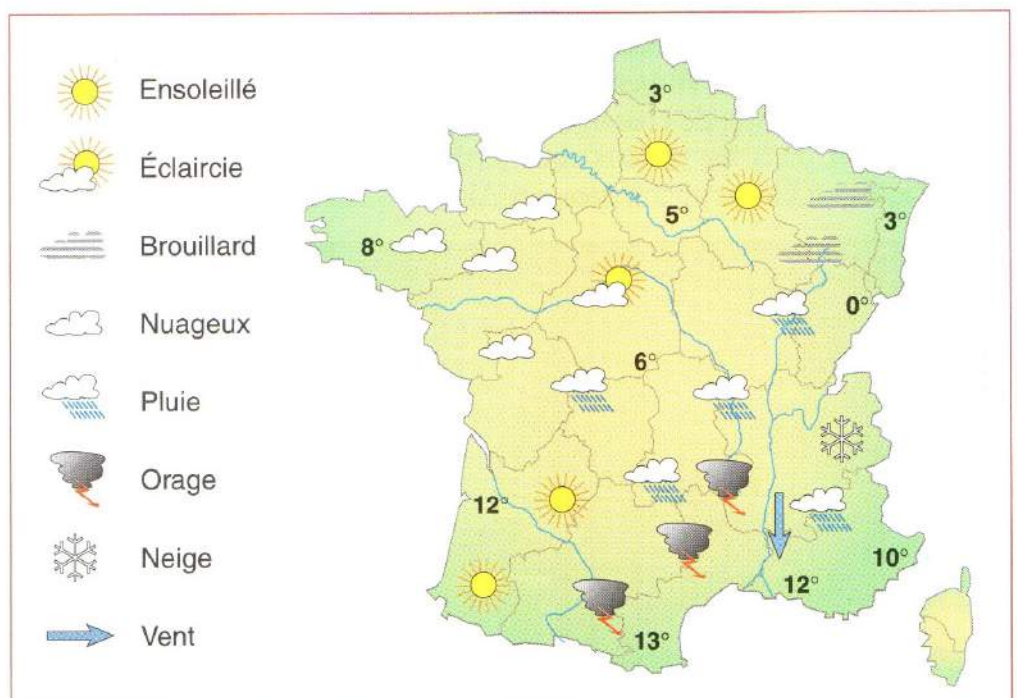 Ensoleillé
Éclaircie
Brouillard
Nuageux
Pluie
Orage
Neige
Vent
3°
5°
3°
8°
0°
6°
12°
10°
12°
13°